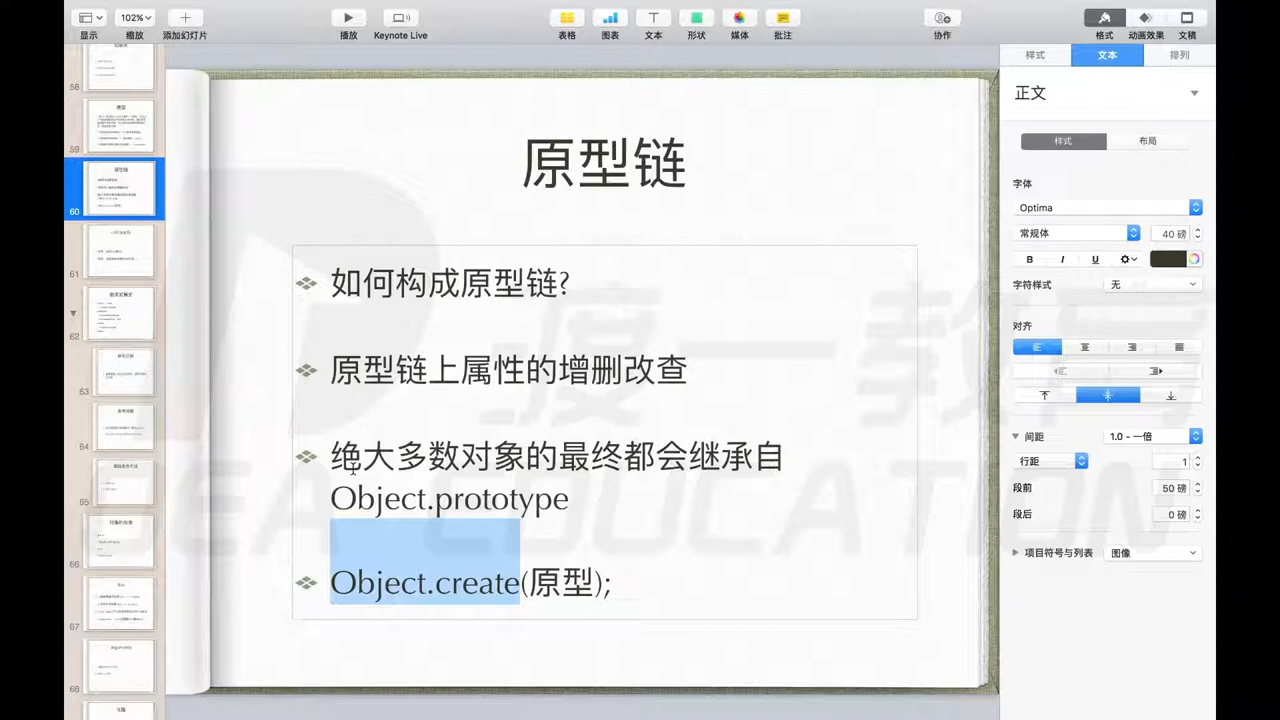 显示
102%
缩放
添加幻灯片
播放
Keynote Live
表格
图表
文本
形状
媒体
批注
协作
格式
动画效果
文稿
58
59
原型
60
原型链
61
call/apply
62
63
64
65
66
67
68
原型链
如何构成原型链?
原型链上属性的增删改查
绝大多数对象的最终都会继承自
Object.prototype
Object.create(原型);
样式
文本
排列
正文
样式
布局
字体
Optima
常规体
40 磅
B I U
字符样式
无
对齐
间距
1.0 - 一倍
行距
1
段前
50 磅
段后
0 磅
项目符号与列表
图像